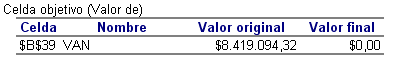 Celda objetivo (Valor de)
Celda Nombre Valor original Valor final
$B$39 VAN $8.419.094,32 $0,00